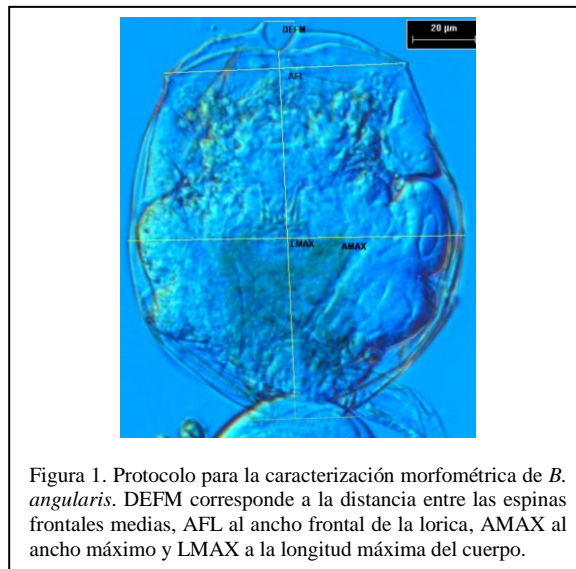 DEFM
20 µm
AFL
LMAX AMAX
Figura 1. Protocolo para la caracterización morfométrica de B.
angularis. DEFM corresponde a la distancia entre las espinas
frontales medias, AFL al ancho frontal de la lorica, AMAX al
ancho máximo y LMAX a la longitud máxima del cuerpo.